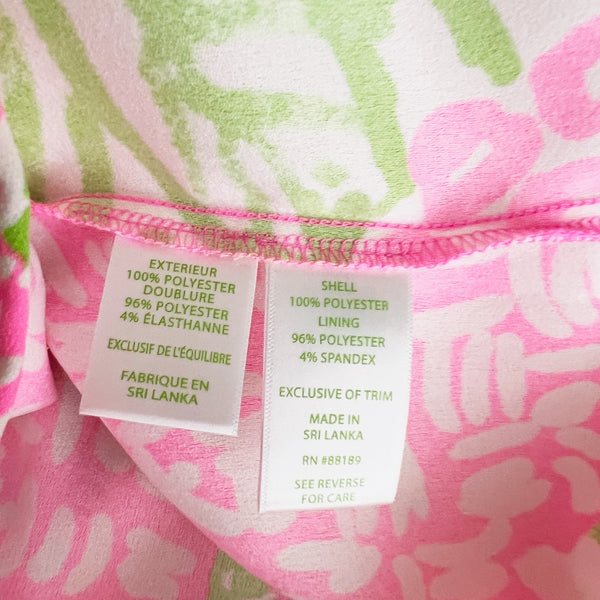 EXTERIEUR
100% POLYESTER
DOUBLURE
96% POLYESTER
4% ÉLASTHANNE
EXCLUSIF DE L'ÉQUILIBRE
FABRIQUE EN
SRI LANKA
SHELL
100% POLYESTER
LINING
96% POLYESTER
4% SPANDEX
EXCLUSIVE OF TRIM
MADE IN
SRI LANKA
RN #88189
SEE REVERSE
FOR CARE